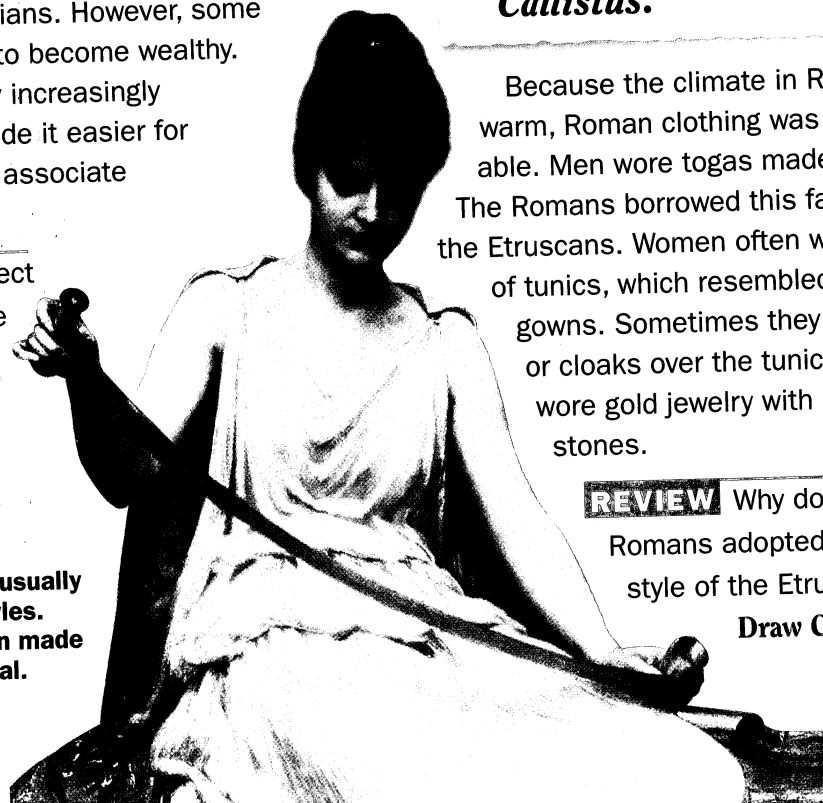 ians. However, some
to become wealthy.
increasingly
de it easier for
associate
ect
e
usually
les.
n made
al.
Callistus.
Because the climate in R
warm, Roman clothing was
able. Men wore togas made
The Romans borrowed this fa
the Etruscans. Women often w
of tunics, which resembled
gowns. Sometimes they
or cloaks over the tunic
wore gold jewelry with
stones.
REVIEW Why do
Romans adopted
style of the Etru
Draw C